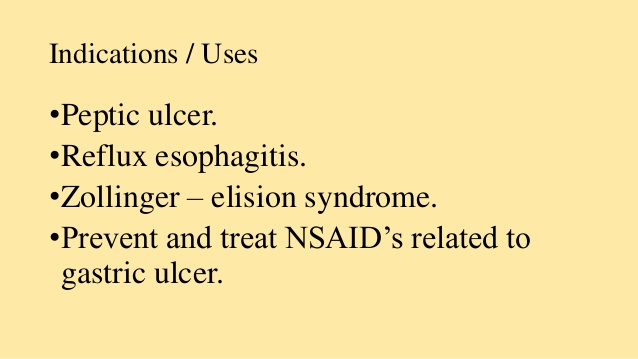 Indications / Uses
•Peptic ulcer.
•Reflux esophagitis.
•Zollinger – elision syndrome.
•Prevent and treat NSAID’s related to
gastric ulcer.